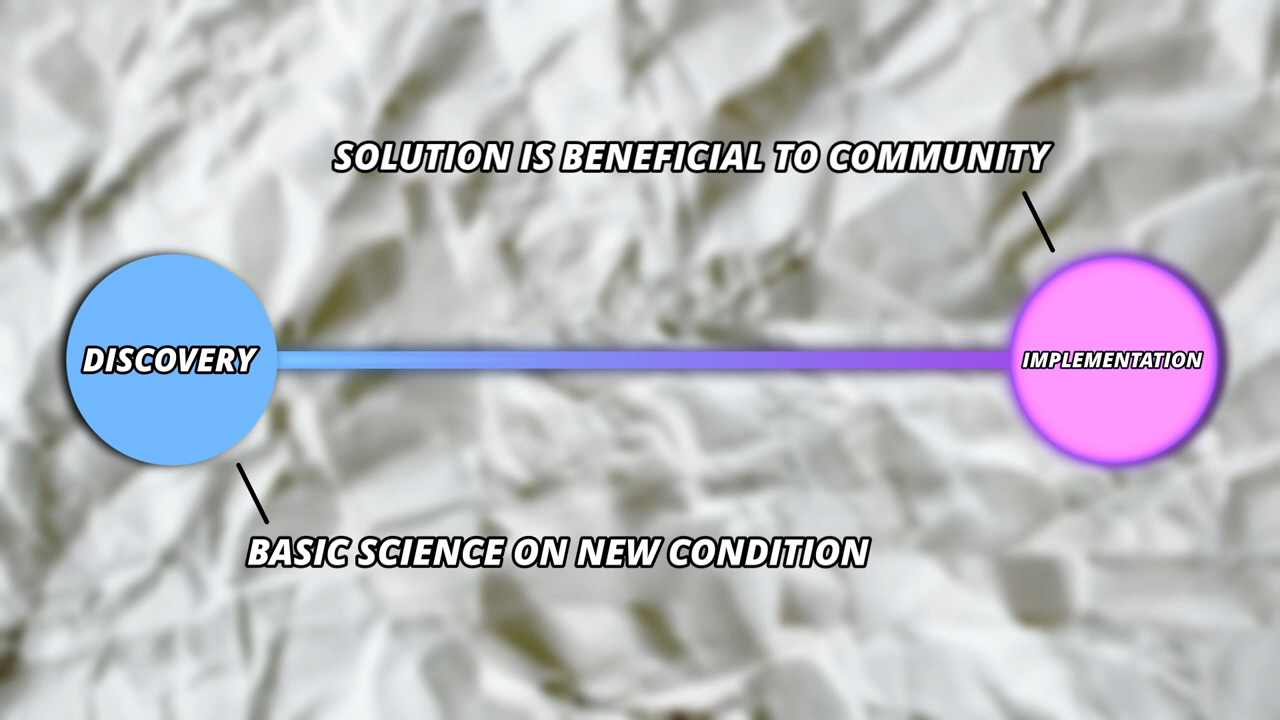 SOLUTION IS BENEFICIAL TO COMMUNITY
DISCOVERY
IMPLEMENTATION
BASIC SCIENCE ON NEW CONDITION